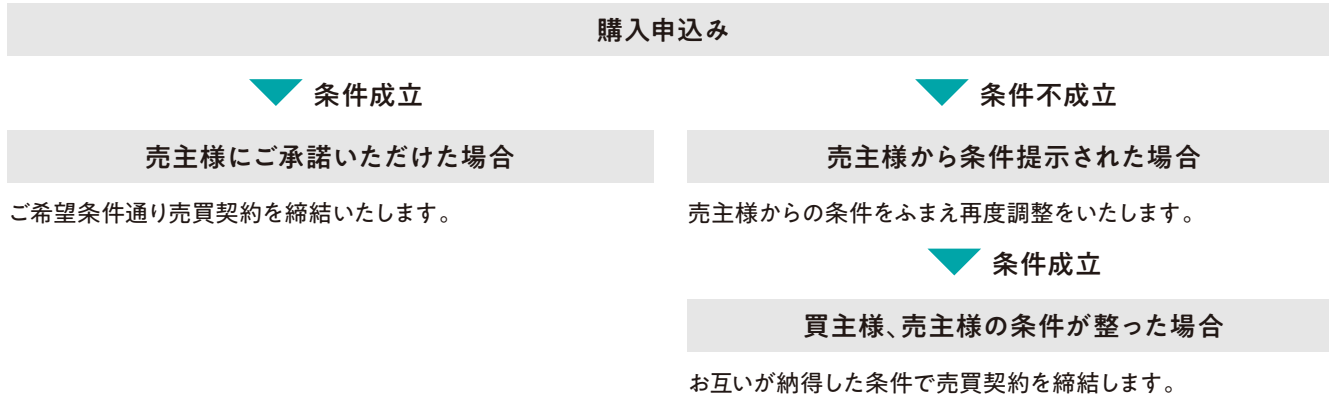 購入申込み
条件成立
売主様にご承諾いただけた場合
ご希望条件通り売買契約を締結いたします。
条件不成立
売主様から条件提示された場合
売主様からの条件をふまえ再度調整をいたします。
条件成立
買主様、売主様の条件が整った場合
お互いが納得した条件で売買契約を締結します。